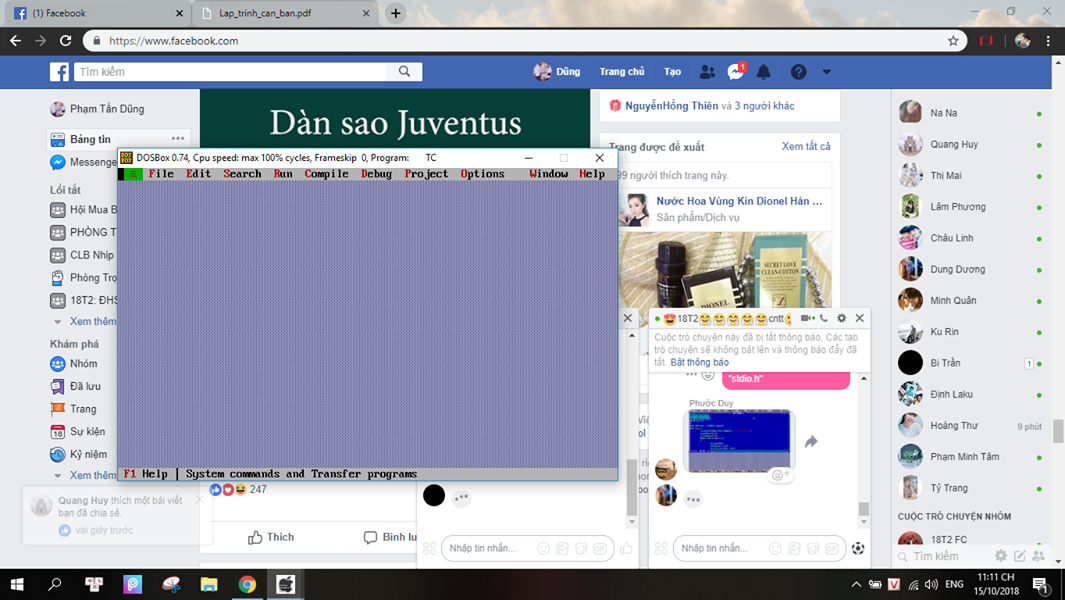 (1) Facebook
Lap_trinh_can_ban.pdf
https://www.facebook.com
Tìm kiếm
Dũng Trang chủ Tạo 1
Phạm Tấn Dũng
Bảng tin
Messenge
Lối tắt
Hội Mua B
PHÒNG T
CLB Nhịp
Phòng Trọ
18T2: ĐHS
Xem thêm
Khám phá
Nhóm
Đã lưu
Trang
Sự kiện
Kỷ niệm
Xem thêm
Quang Huy thích một bài viết
bạn đã chia sẻ.
vài giây trước
Dàn sao Juventus
DOSBox 0.74, Cpu speed: max 100% cycles, Frameskip 0, Program: TC
≡ File Edit Search Run Compile Debug Project Options Window Help
F1 Help | System commands and Transfer programs
247
Thích
Bình lu
NguyễnHồng Thiên và 3 người khác
Trang được đề xuất Xem tất cả
99 người thích trang này.
Nước Hoa Vùng Kín Dionel Hàn ...
Sản phẩm/Dịch vụ
DIONEL
SECRET LOVE
CLEAN-COTTON
Nhập tin nhắn...
18T2 cntt
Cuộc trò chuyện này đã bị tắt thông báo. Các tab
trò chuyện sẽ không bật lên và thông báo đẩy đã
tắt. Bật thông báo
"stdio.h"
Phước Duy
Nhập tin nhắn...
Na Na
Quang Huy
Thị Mai
Lâm Phương
Châu Linh
Dung Dương
Minh Quân
Ku Rin
Bi Trần 1
Định Laku
Hoàng Thư 9 phút
Phạm Minh Tâm
Tỷ Trang
CUỘC TRÒ CHUYỆN NHÓM
18T2 FC
Tìm kiếm
ENG
11:11 CH
15/10/2018
1